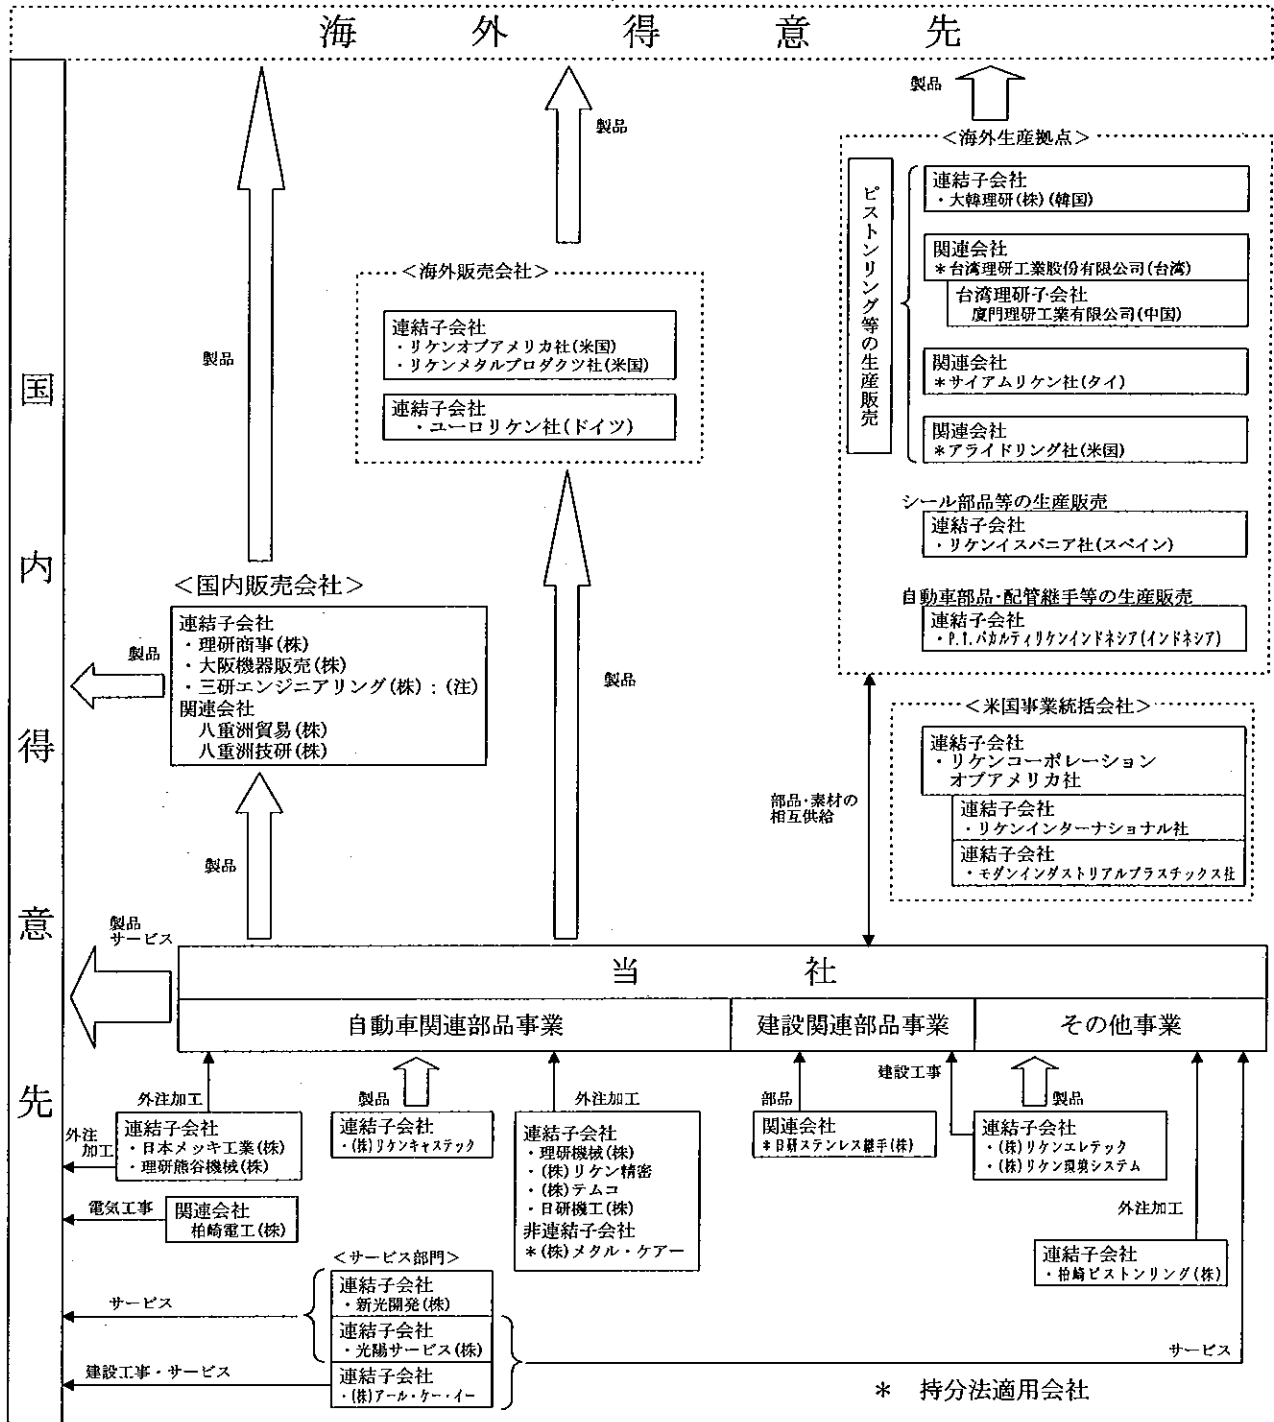 海外得意先
国内得意先
製品
製品
製品
＜海外生産拠点＞
ピストンリング等の生産販売
連結子会社
・大韓理研(株)(韓国)
関連会社
＊台湾理研工業股份有限公司(台湾)
台湾理研子会社
廈門理研工業有限公司(中国)
関連会社
＊サイアムリケン社(タイ)
関連会社
＊アライドリング社(米国)
シール部品等の生産販売
連結子会社
・リケンイスパニア社(スペイン)
自動車部品・配管継手等の生産販売
連結子会社
・P.T.パカルティリケンインドネシア(インドネシア)
＜海外販売会社＞
連結子会社
・リケンオブアメリカ社(米国)
・リケンメタルプロダクツ社(米国)
連結子会社
・ユーロリケン社(ドイツ)
＜国内販売会社＞
連結子会社
・理研商事(株)
・大阪機器販売(株)
・三研エンジニアリング(株)：(注)
関連会社
八重洲貿易(株)
八重洲技研(株)
製品
製品
製品
＜米国事業統括会社＞
連結子会社
・リケンコーポレーション
オブアメリカ社
連結子会社
・リケンインターナショナル社
連結子会社
・モダンインダストリアルプラスチックス社
部品・素材の
相互供給
製品
サービス
当社
自動車関連部品事業
建設関連部品事業
その他事業
外注加工
製品
外注加工
部品
建設工事
製品
外注
加工
連結子会社
・日本メッキ工業(株)
・理研熊谷機械(株)
連結子会社
・(株)リケンキャステック
連結子会社
・理研機械(株)
・(株)リケン精密
・(株)テムコ
・日研機工(株)
非連結子会社
＊(株)メタル・ケアー
関連会社
＊日研ステンレス継手(株)
連結子会社
・(株)リケンエレテック
・(株)リケン環境システム
電気工事
関連会社
柏崎電工(株)
外注加工
連結子会社
・柏崎ピストンリング(株)
＜サービス部門＞
連結子会社
・新光開発(株)
連結子会社
・光陽サービス(株)
連結子会社
・(株)アール・ケー・イー
サービス
建設工事・サービス
サービス
＊　持分法適用会社